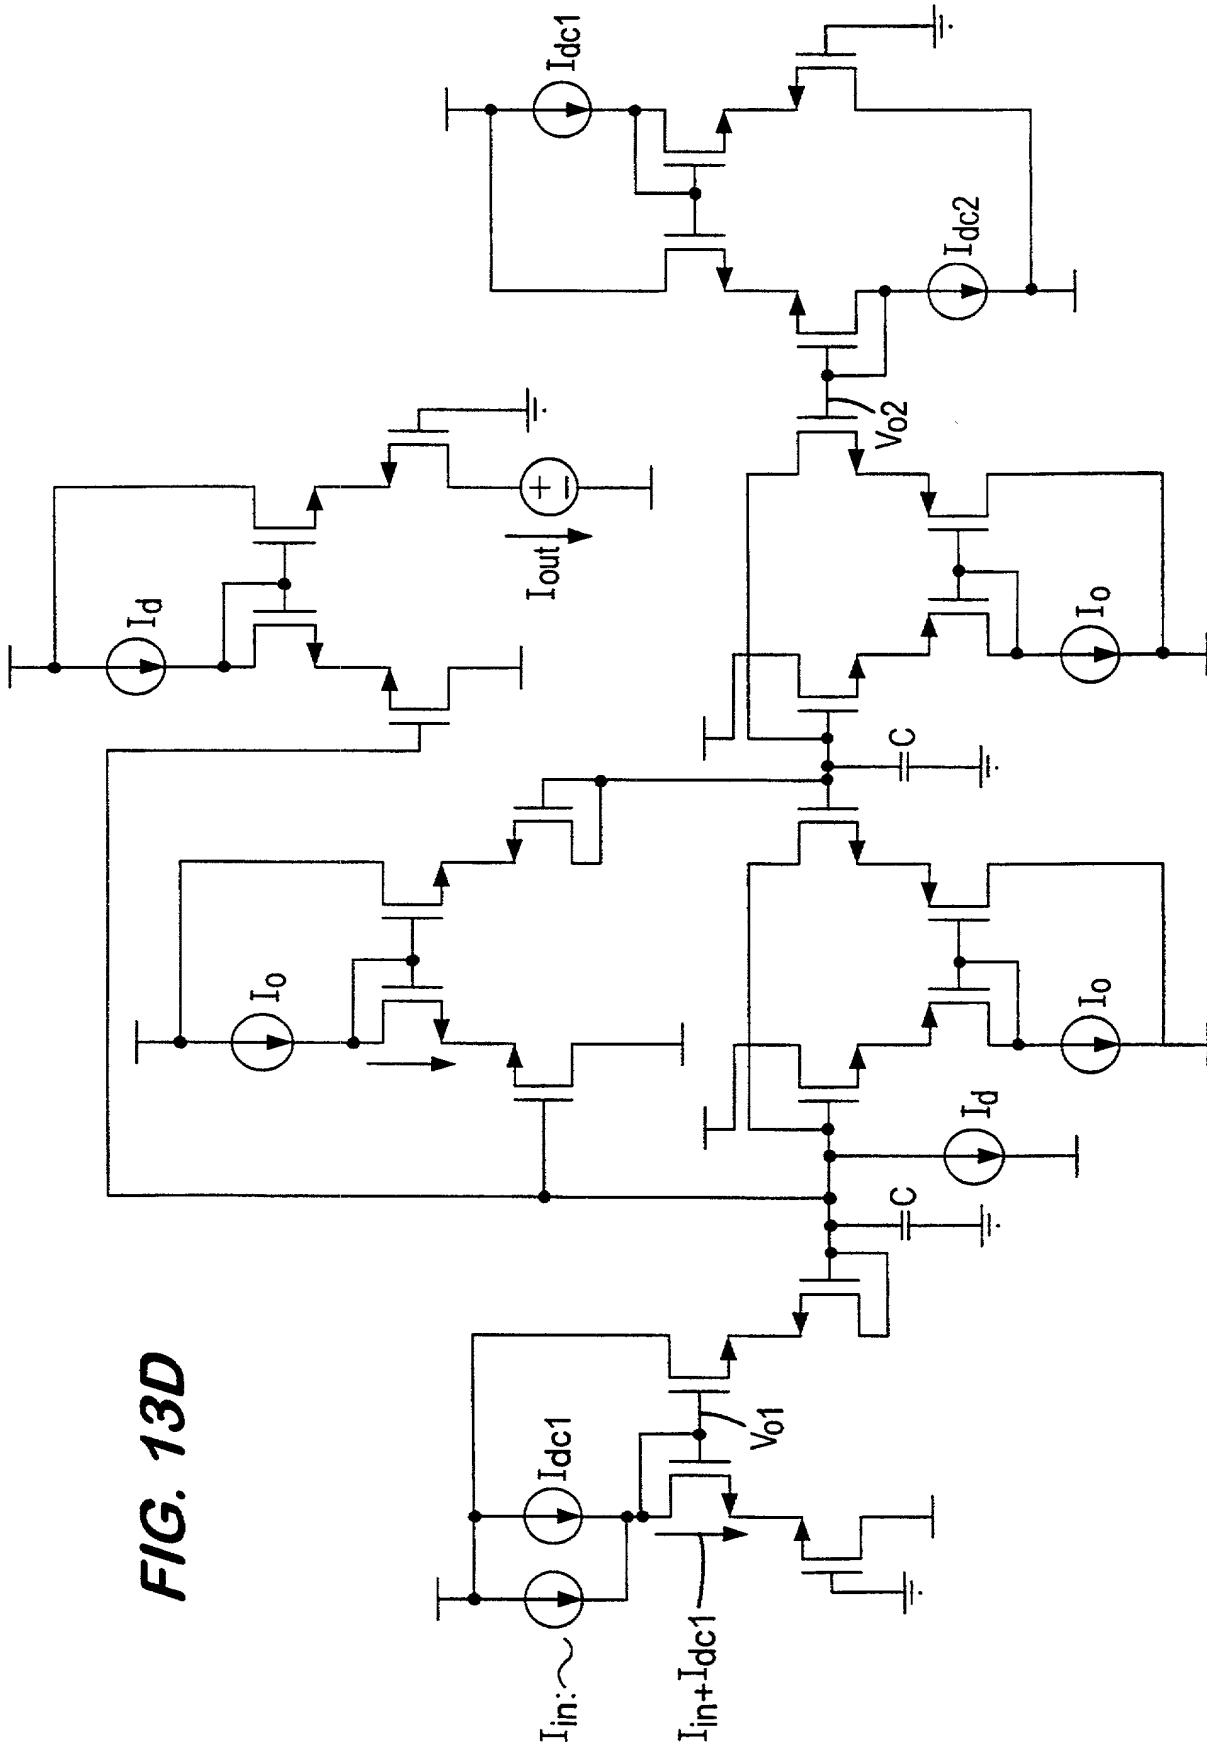 FIG. 13D
Iin:
Idc1
Iin+Idc1
Vo1
Io
Id
Iout
C
Id
Io
C
Io
Vo2
Idc1
Idc2